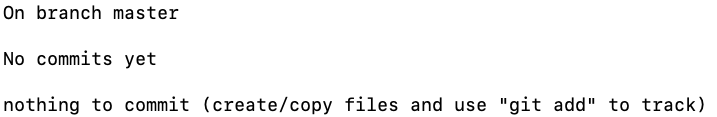 On branch master
No commits yet
nothing to commit (create/copy files and use "git add" to track)